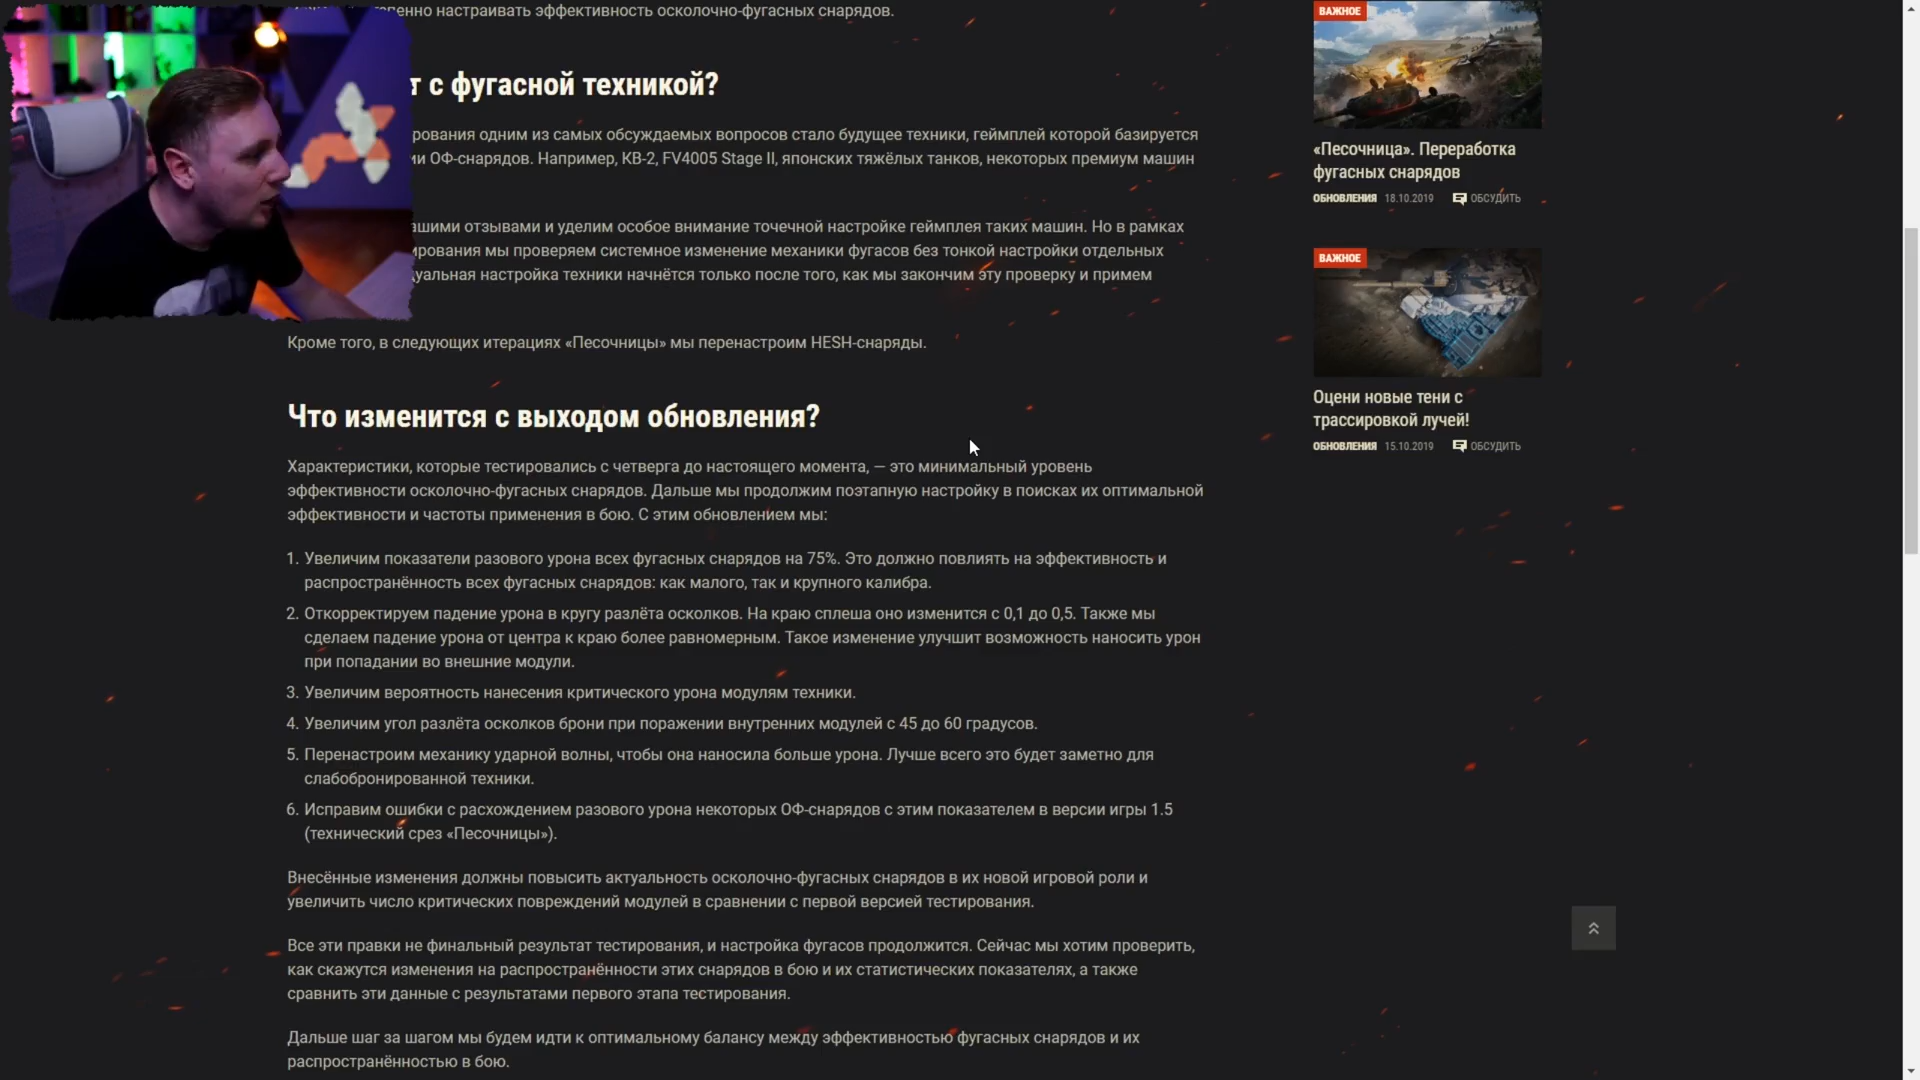 пенно настраивать эффективность осколочно-фугасных снарядов.
т с фугасной техникой?
рования одним из самых обсуждаемых вопросов стало будущее техники, геймплей которой базируется
ии ОФ-снарядов. Например, КВ-2, FV4005 Stage II, японских тяжёлых танков, некоторых премиум машин
ашими отзывами и уделим особое внимание точечной настройке геймплея таких машин. Но в рамках
ирования мы проверяем системное изменение механики фугасов без тонкой настройки отдельных
уальная настройка техники начнётся только после того, как мы закончим эту проверку и примем
Кроме того, в следующих итерациях «Песочницы» мы перенастроим HESH-снаряды.
Что изменится с выходом обновления?
Характеристики, которые тестировались с четверга до настоящего момента, — это минимальный уровень
эффективности осколочно-фугасных снарядов. Дальше мы продолжим поэтапную настройку в поисках их оптимальной
эффективности и частоты применения в бою. С этим обновлением мы:
1. Увеличим показатели разового урона всех фугасных снарядов на 75%. Это должно повлиять на эффективность и
распространённость всех фугасных снарядов: как малого, так и крупного калибра.
2. Откорректируем падение урона в кругу разлёта осколков. На краю сплеша оно изменится с 0,1 до 0,5. Также мы
сделаем падение урона от центра к краю более равномерным. Такое изменение улучшит возможность наносить урон
при попадании во внешние модули.
3. Увеличим вероятность нанесения критического урона модулям техники.
4. Увеличим угол разлёта осколков брони при поражении внутренних модулей с 45 до 60 градусов.
5. Перенастроим механику ударной волны, чтобы она наносила больше урона. Лучше всего это будет заметно для
слабобронированной техники.
6. Исправим ошибки с расхождением разового урона некоторых ОФ-снарядов с этим показателем в версии игры 1.5
(технический срез «Песочницы»).
Внесённые изменения должны повысить актуальность осколочно-фугасных снарядов в их новой игровой роли и
увеличить число критических повреждений модулей в сравнении с первой версией тестирования.
Все эти правки не финальный результат тестирования, и настройка фугасов продолжится. Сейчас мы хотим проверить,
как скажутся изменения на распространённости этих снарядов в бою и их статистических показателях, а также
сравнить эти данные с результатами первого этапа тестирования.
Дальше шаг за шагом мы будем идти к оптимальному балансу между эффективностью фугасных снарядов и их
распространённостью в бою.
ВАЖНОЕ
«Песочница». Переработка
фугасных снарядов
ОБНОВЛЕНИЯ 18.10.2019 ОБСУДИТЬ
ВАЖНОЕ
Оцени новые тени с
трассировкой лучей!
ОБНОВЛЕНИЯ 15.10.2019 ОБСУДИТЬ